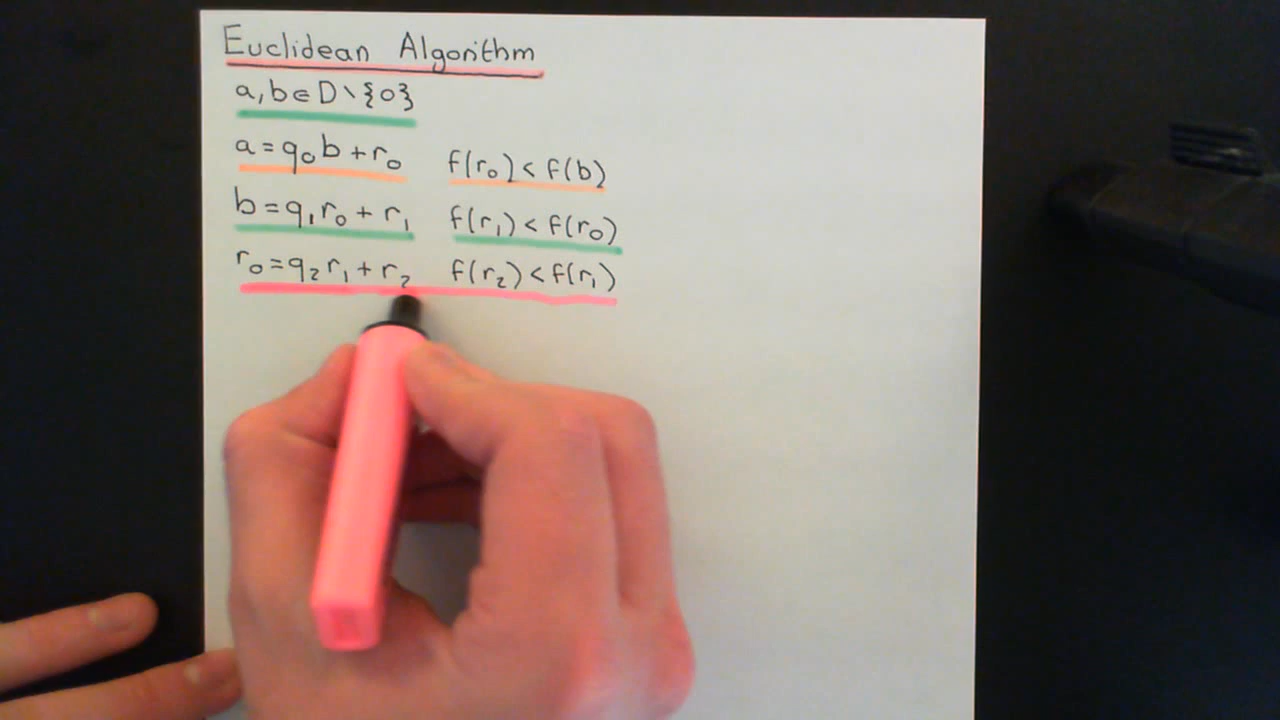 Euclidean Algorithm
a, b ∈ D \ {0}
a = q₀b + r₀ f(r₀) < f(b)
b = q₁r₀ + r₁ f(r₁) < f(r₀)
r₀ = q₂r₁ + r₂ f(r₂) < f(r₁)